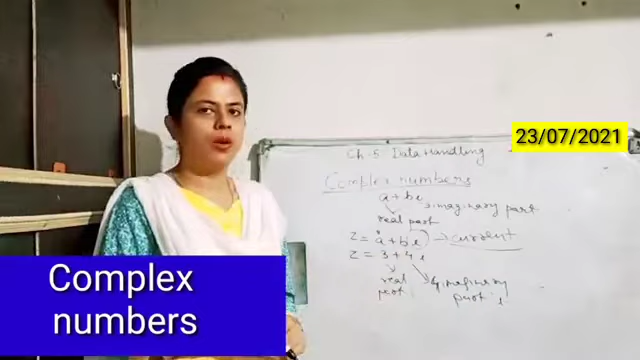 23/07/2021
Ch-5 Data Handling
Complex numbers
a + bi
imaginary part
real part
Z = a + bi → current
Z = 3 + 4i
real imaginary
part part
Complex
numbers